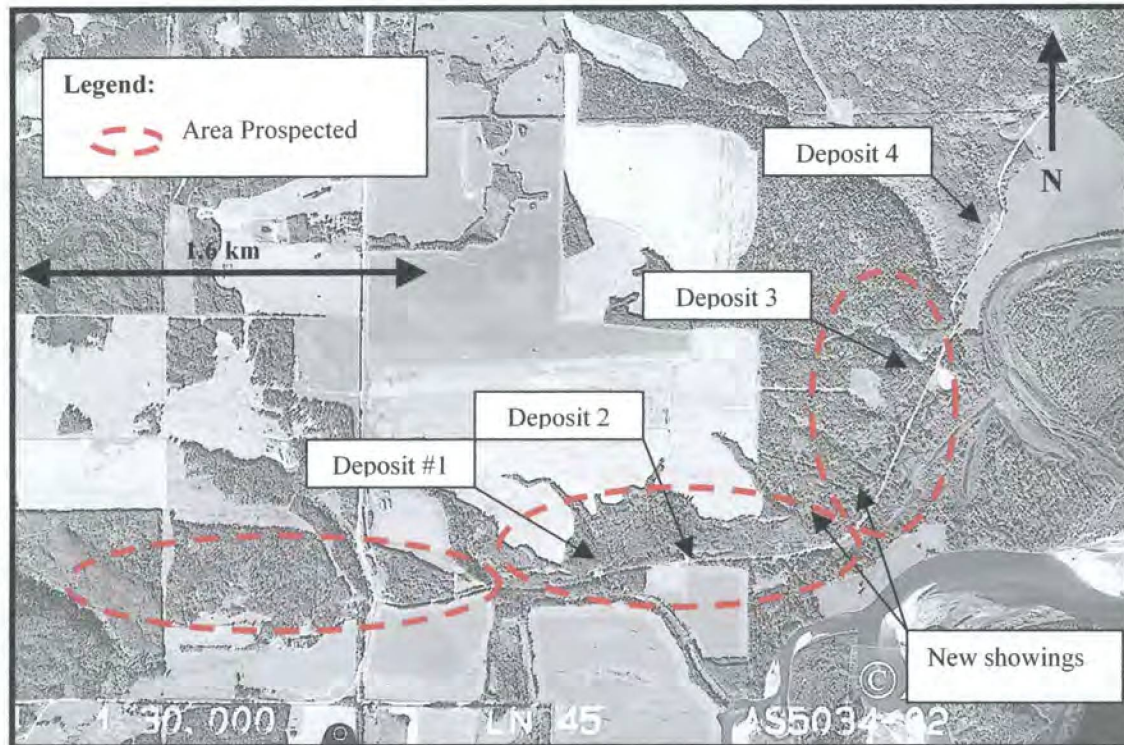 Legend:
Area Prospected
Deposit 4
N
1.6 km
Deposit 3
Deposit 2
Deposit #1
New showings
©
1:30,000 LN 45 AS5034-02